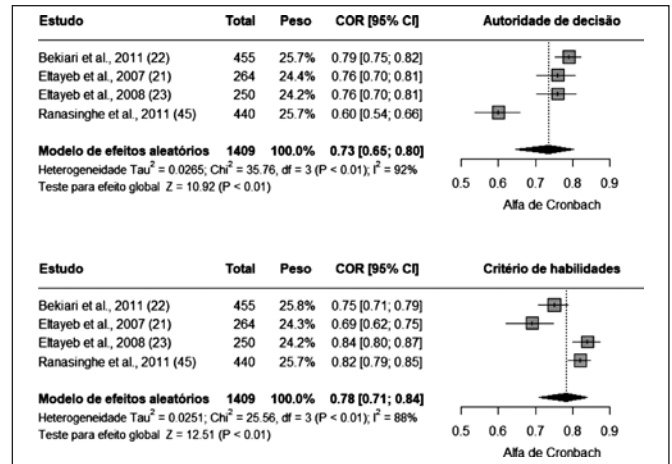 Estudo Total Peso COR [95% CI] Autoridade de decisão
Bekiari et al., 2011 (22) 455 25.7% 0.79 [0.75; 0.82]
Eltayeb et al., 2007 (21) 264 24.4% 0.76 [0.70; 0.81]
Eltayeb et al., 2008 (23) 250 24.2% 0.76 [0.70; 0.81]
Ranasinghe et al., 2011 (45) 440 25.7% 0.60 [0.54; 0.66]
Modelo de efeitos aleatórios 1409 100.0% 0.73 [0.65; 0.80]
Heterogeneidade Tau² = 0.0265; Chi² = 35.76, df = 3 (P < 0.01); I² = 92%
Teste para efeito global Z = 10.92 (P < 0.01)
0.5 0.6 0.7 0.8 0.9
Alfa de Cronbach
Estudo Total Peso COR [95% CI] Critério de habilidades
Bekiari et al., 2011 (22) 455 25.8% 0.75 [0.71; 0.79]
Eltayeb et al., 2007 (21) 264 24.3% 0.69 [0.62; 0.75]
Eltayeb et al., 2008 (23) 250 24.2% 0.84 [0.80; 0.87]
Ranasinghe et al., 2011 (45) 440 25.7% 0.82 [0.79; 0.85]
Modelo de efeitos aleatórios 1409 100.0% 0.78 [0.71; 0.84]
Heterogeneidade Tau² = 0.0251; Chi² = 25.56, df = 3 (P < 0.01); I² = 88%
Teste para efeito global Z = 12.51 (P < 0.01)
0.5 0.6 0.7 0.8 0.9
Alfa de Cronbach